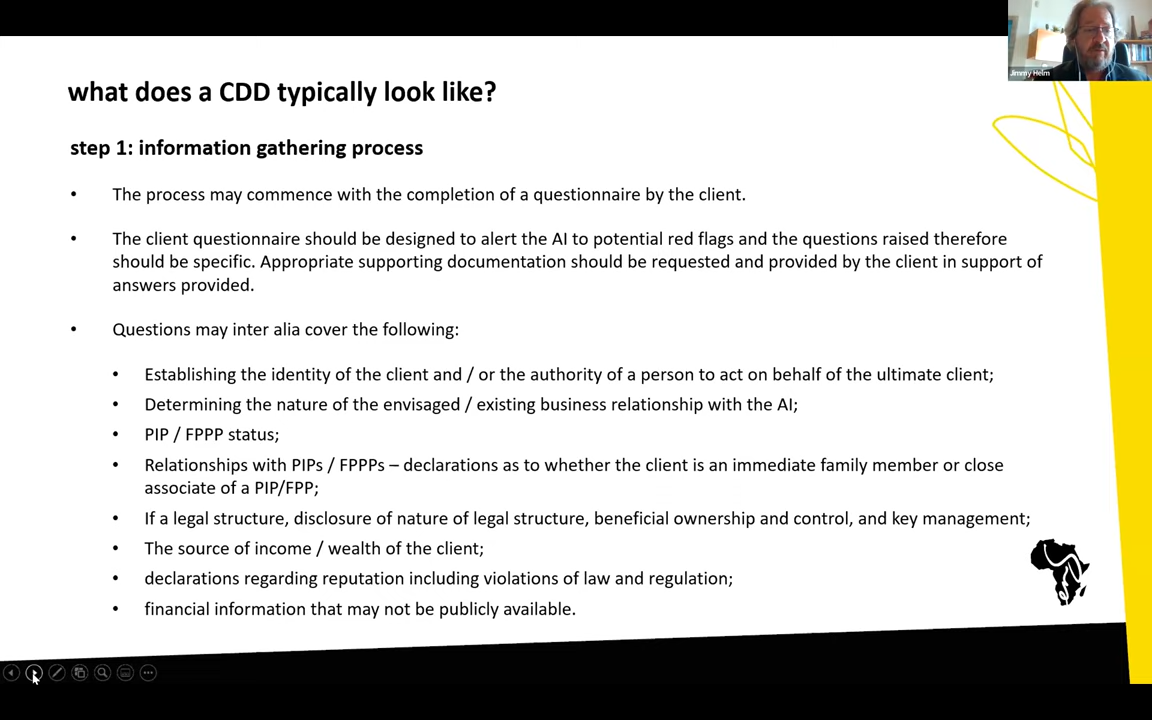 Jimmy Heim
what does a CDD typically look like?
step 1: information gathering process
• The process may commence with the completion of a questionnaire by the client.
• The client questionnaire should be designed to alert the AI to potential red flags and the questions raised therefore
should be specific. Appropriate supporting documentation should be requested and provided by the client in support of
answers provided.
• Questions may inter alia cover the following:
• Establishing the identity of the client and / or the authority of a person to act on behalf of the ultimate client;
• Determining the nature of the envisaged / existing business relationship with the AI;
• PIP / FPPP status;
• Relationships with PIPs / FPPPs – declarations as to whether the client is an immediate family member or close
associate of a PIP/FPP;
• If a legal structure, disclosure of nature of legal structure, beneficial ownership and control, and key management;
• The source of income / wealth of the client;
• declarations regarding reputation including violations of law and regulation;
• financial information that may not be publicly available.